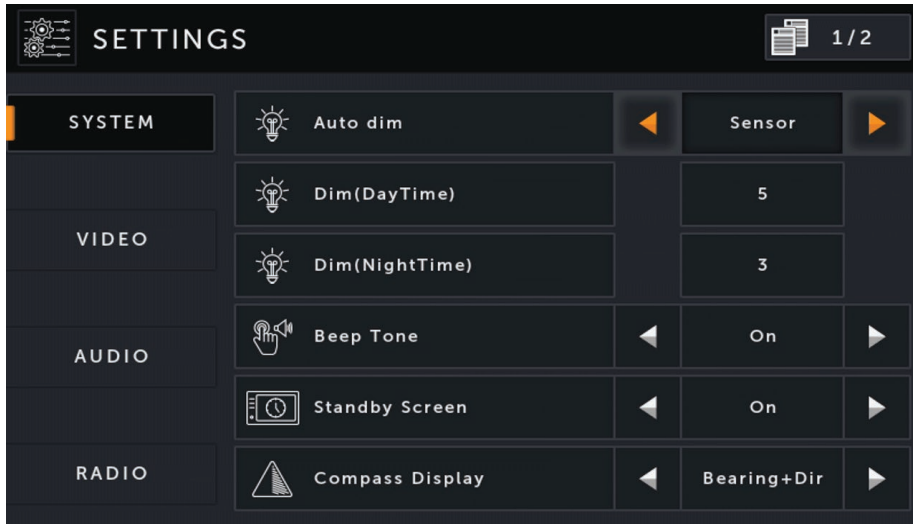 SETTINGS
1/2
SYSTEM
Auto dim
Sensor
Dim(DayTime)
5
VIDEO
Dim(NightTime)
3
Beep Tone
On
AUDIO
Standby Screen
On
RADIO
Compass Display
Bearing+Dir